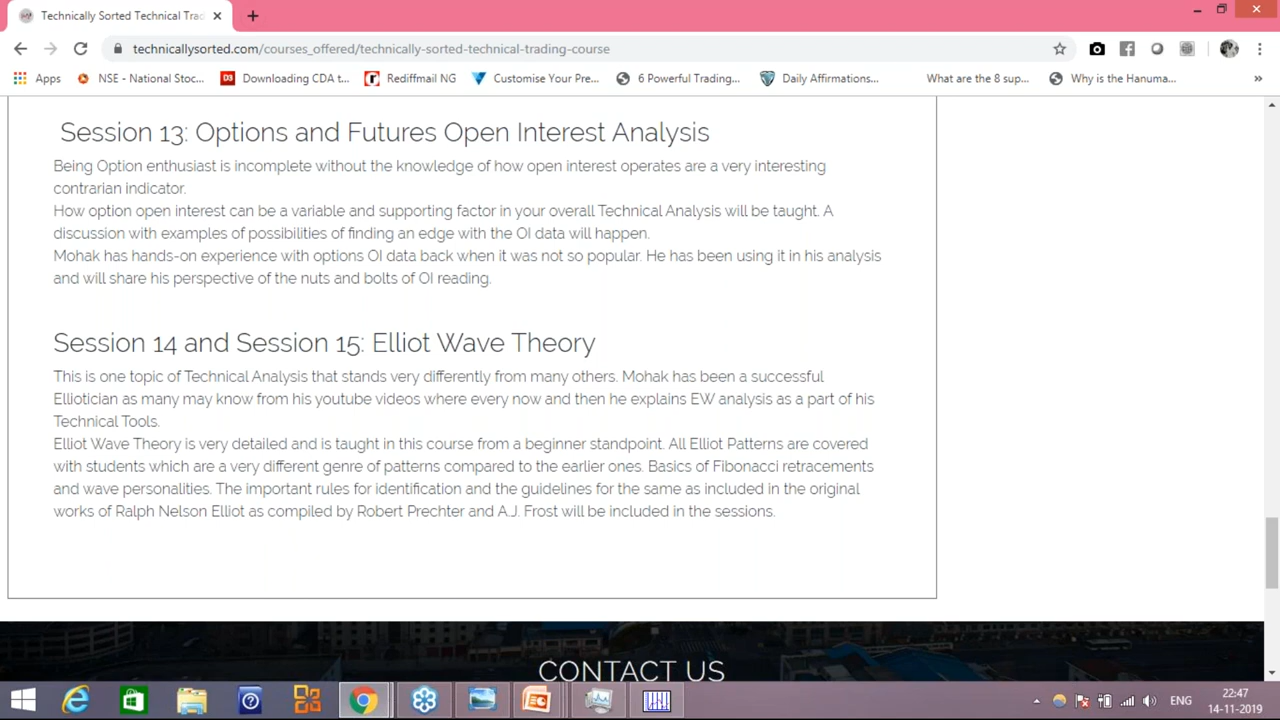 Technically Sorted Technical Trad
technicallysorted.com/courses_offered/technically-sorted-technical-trading-course
Apps
NSE - National Stoc...
Downloading CDA t...
Rediffmail NG
Customise Your Pre...
6 Powerful Trading...
Daily Affirmations...
What are the 8 sup...
Why is the Hanuma...
»
Session 13: Options and Futures Open Interest Analysis
Being Option enthusiast is incomplete without the knowledge of how open interest operates are a very interesting
contrarian indicator.
How option open interest can be a variable and supporting factor in your overall Technical Analysis will be taught. A
discussion with examples of possibilities of finding an edge with the OI data will happen.
Mohak has hands-on experience with options OI data back when it was not so popular. He has been using it in his analysis
and will share his perspective of the nuts and bolts of OI reading.
Session 14 and Session 15: Elliot Wave Theory
This is one topic of Technical Analysis that stands very differently from many others. Mohak has been a successful
Elliotician as many may know from his youtube videos where every now and then he explains EW analysis as a part of his
Technical Tools.
Elliot Wave Theory is very detailed and is taught in this course from a beginner standpoint. All Elliot Patterns are covered
with students which are a very different genre of patterns compared to the earlier ones. Basics of Fibonacci retracements
and wave personalities. The important rules for identification and the guidelines for the same as included in the original
works of Ralph Nelson Elliot as compiled by Robert Prechter and A.J. Frost will be included in the sessions.
CONTACT US
ENG
22:47
14-11-2019